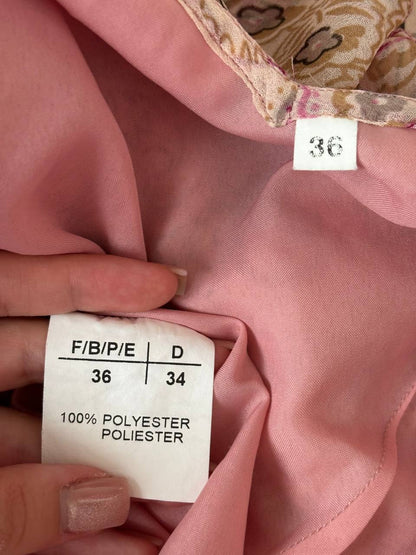 36
F/B/P/E D
36 34
100% POLYESTER
POLIESTER